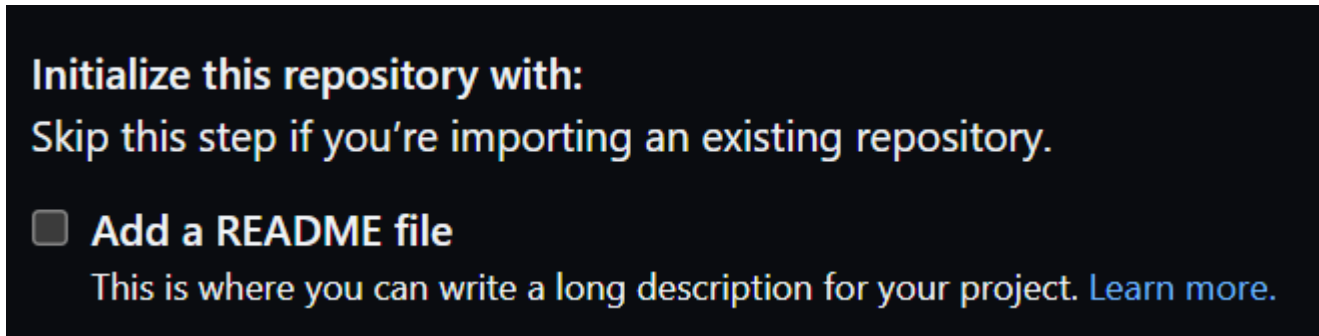 Initialize this repository with:
Skip this step if you’re importing an existing repository.
Add a README file
This is where you can write a long description for your project. Learn more.